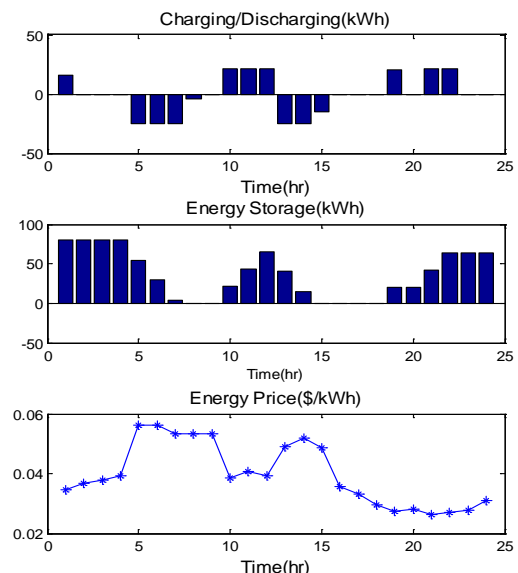 Charging/Discharging(kWh)
50
0
-50
0 5 10 15 20 25
Time(hr)
Energy Storage(kWh)
100
50
0
-50
0 5 10 15 20 25
Time(hr)
Energy Price($/kWh)
0.06
0.04
0.02
0 5 10 15 20 25
Time(hr)